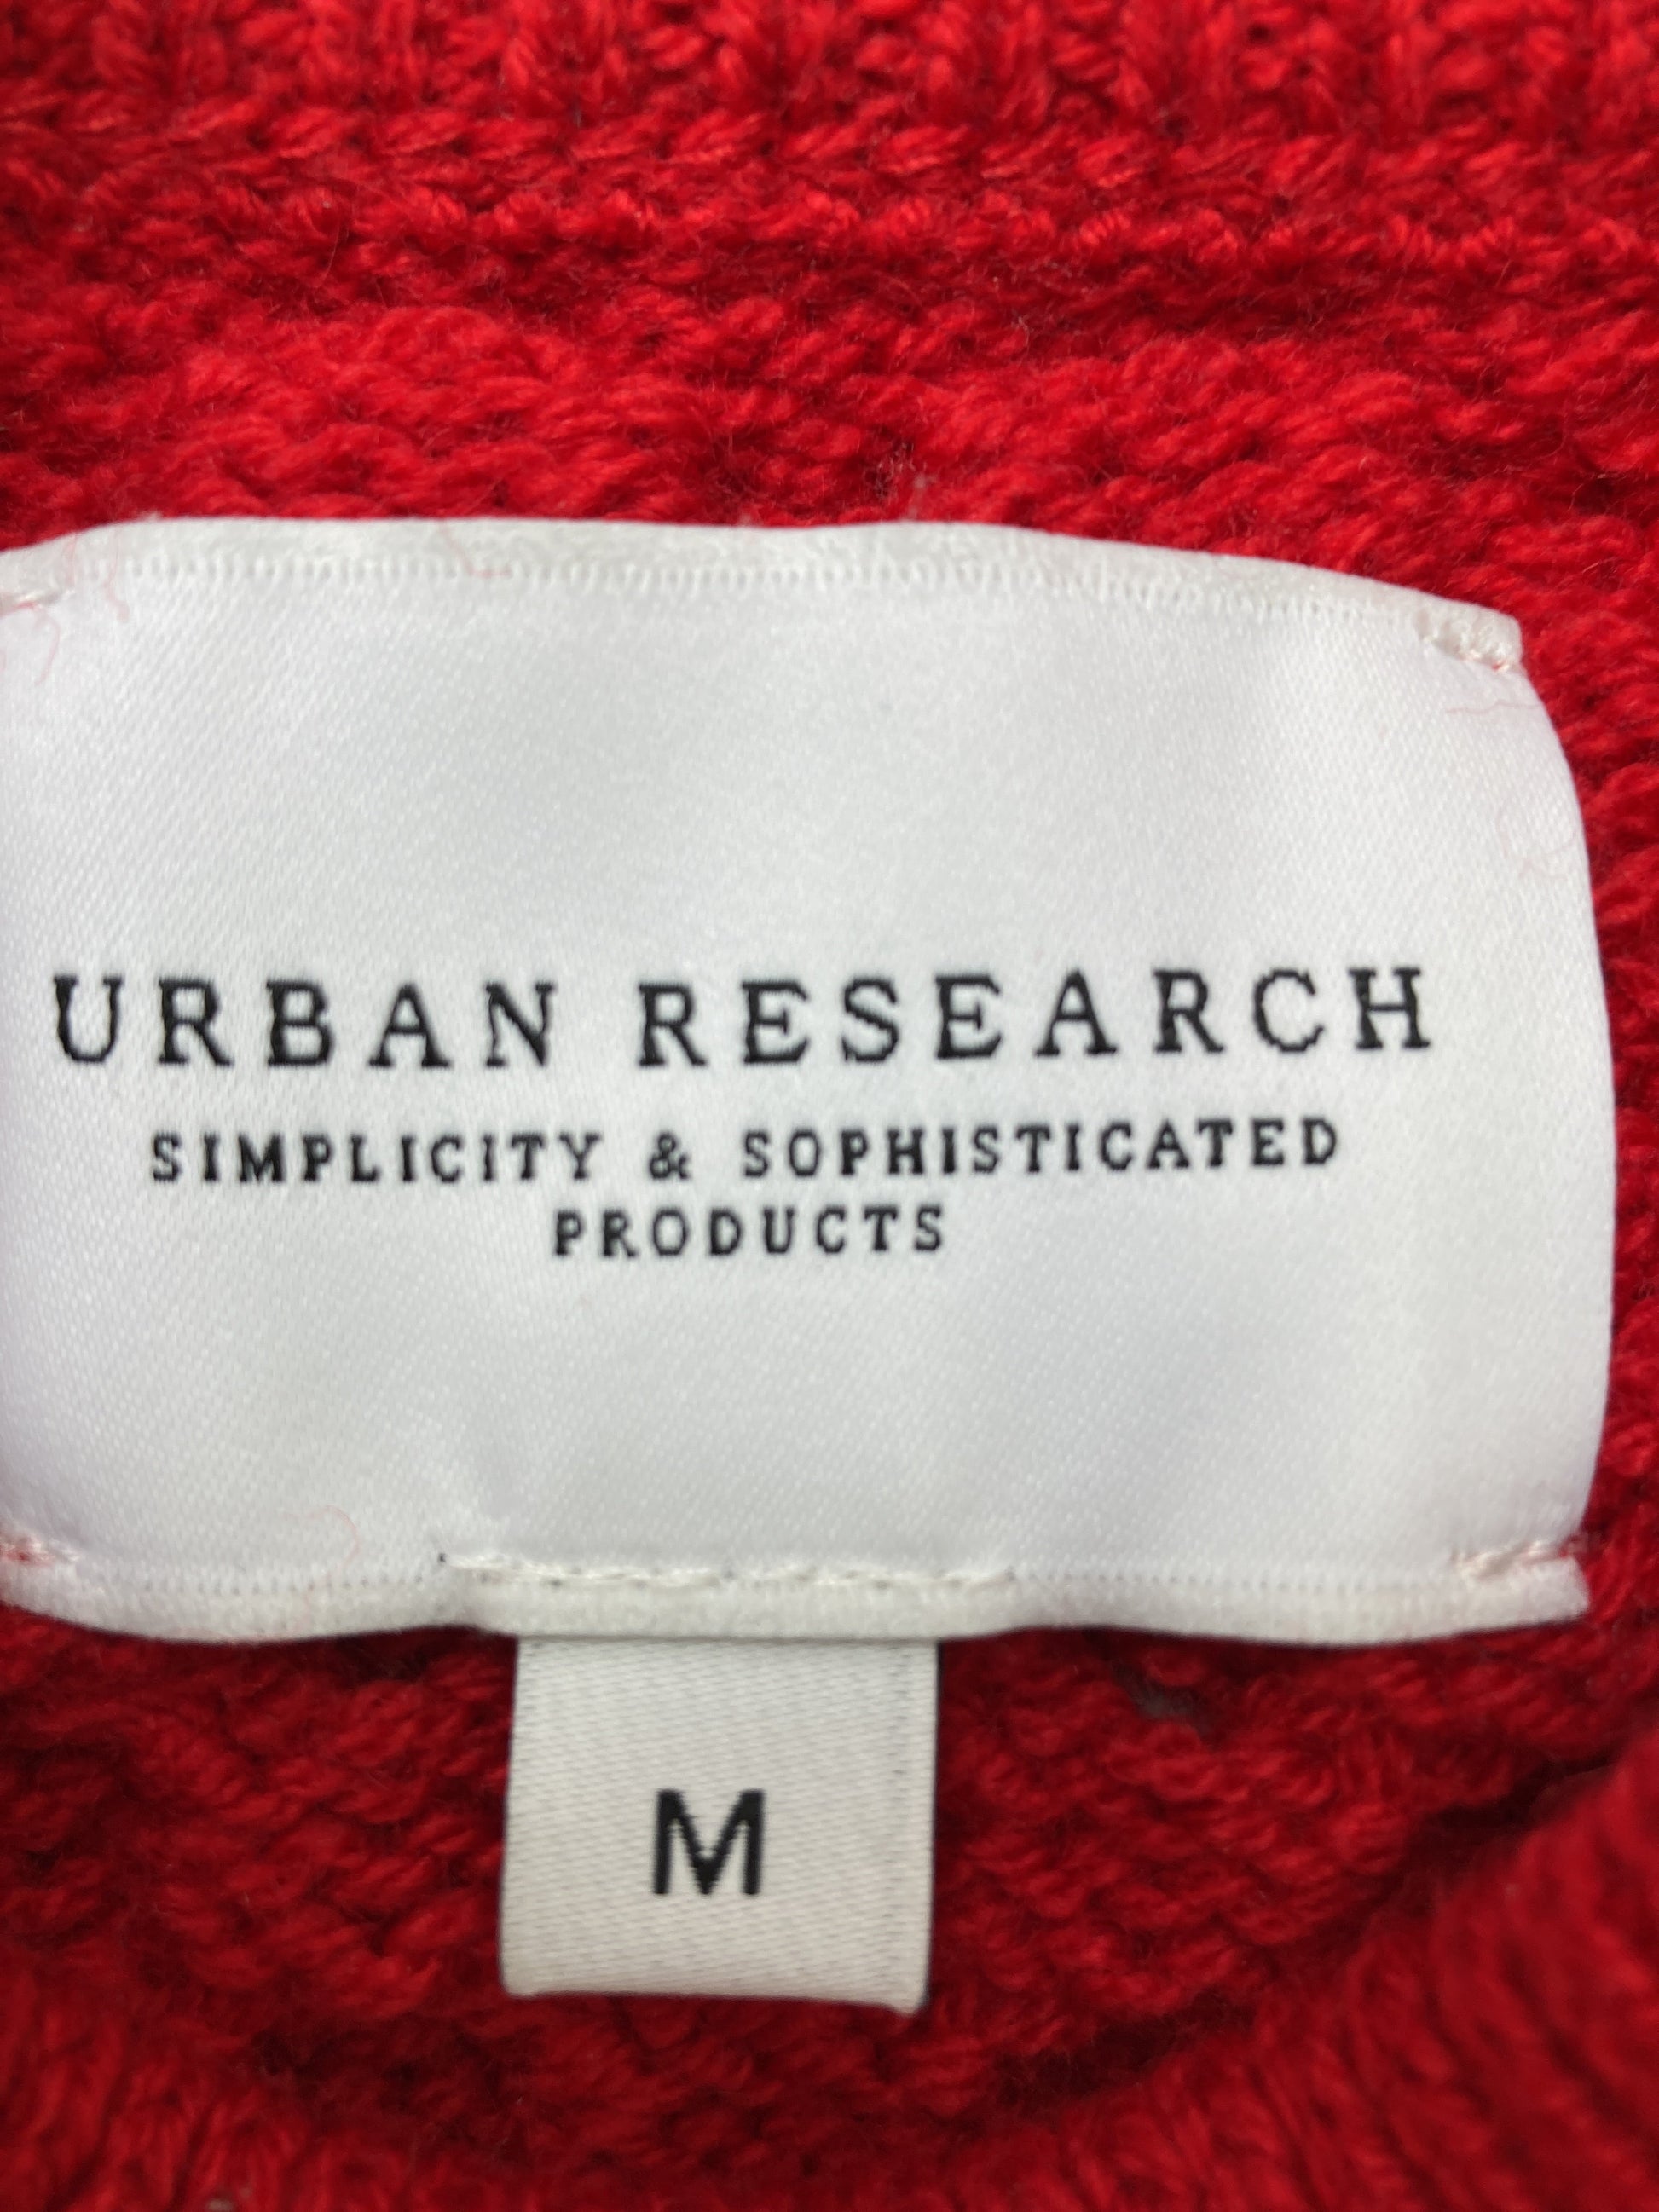 URBAN RESEARCH
SIMPLICITY & SOPHISTICATED
PRODUCTS
M